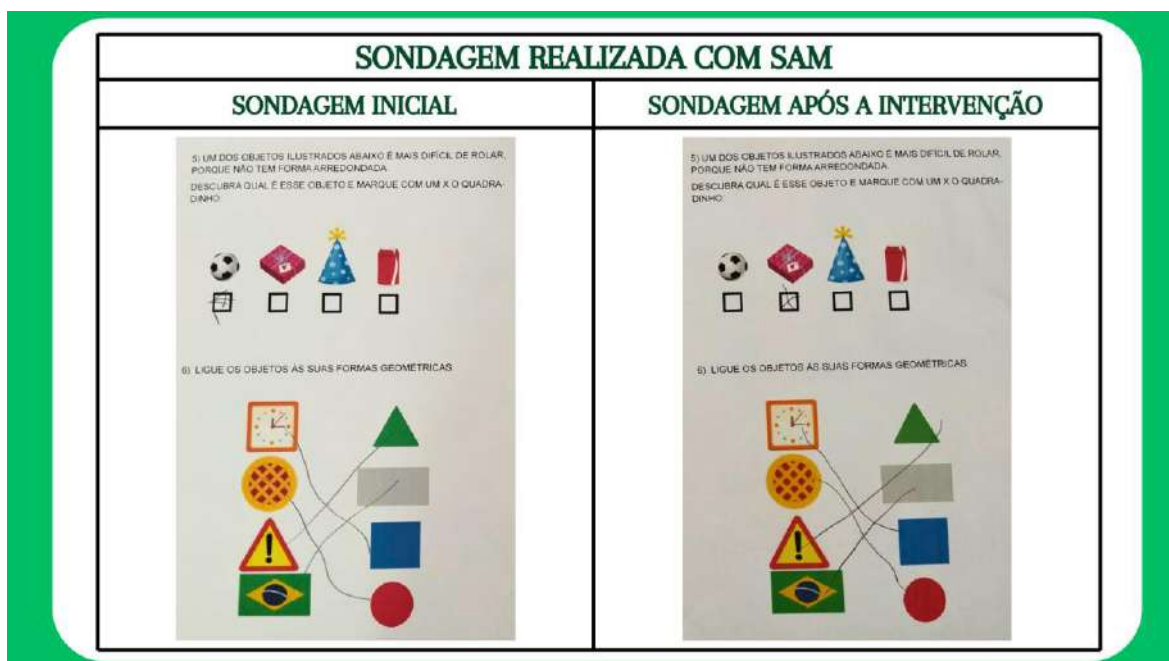 SONDAGEM REALIZADA COM SAM
SONDAGEM INICIAL
SONDAGEM APÓS A INTERVENÇÃO
5) UM DOS OBJETOS ILUSTRADOS ABAIXO É MAIS DIFÍCIL DE ROLAR,
PORQUE NÃO TEM FORMA ARREDONDADA.
DESCUBRA QUAL É ESSE OBJETO E MARQUE COM UM X O QUADRA-
DINHO:
6) LIGUE OS OBJETOS ÀS SUAS FORMAS GEOMÉTRICAS
5) UM DOS OBJETOS ILUSTRADOS ABAIXO É MAIS DIFÍCIL DE ROLAR,
PORQUE NÃO TEM FORMA ARREDONDADA.
DESCUBRA QUAL É ESSE OBJETO E MARQUE COM UM X O QUADRA-
DINHO:
6) LIGUE OS OBJETOS ÀS SUAS FORMAS GEOMÉTRICAS